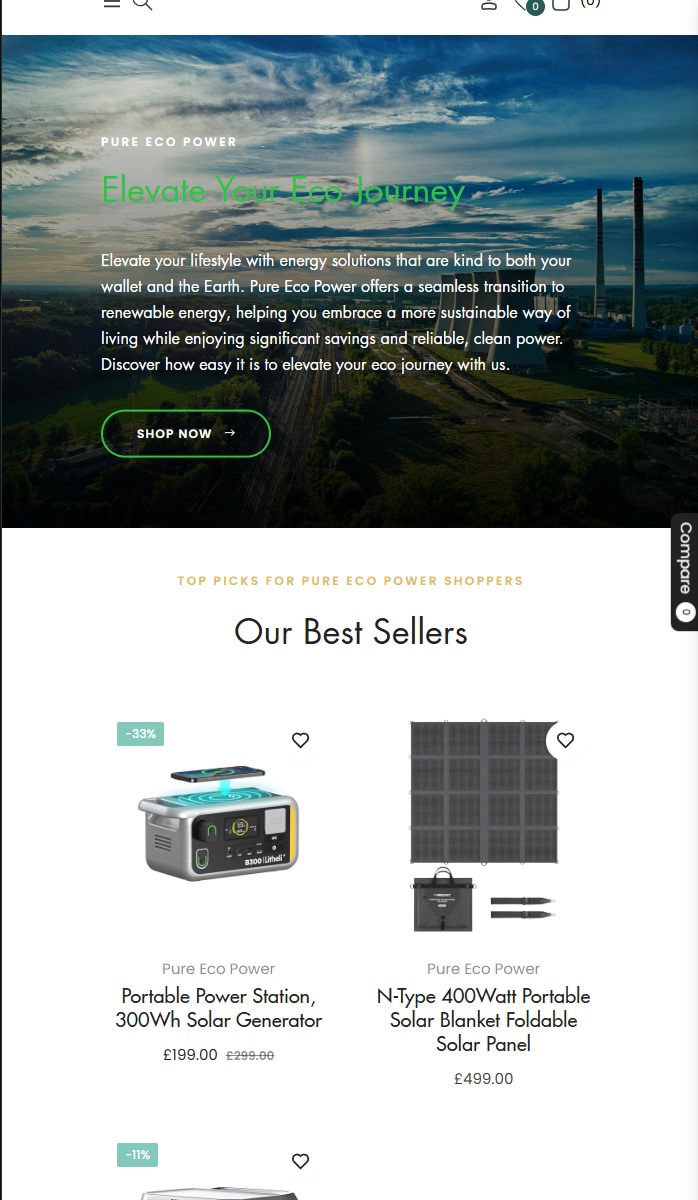 0
(0)
PURE ECO POWER
Elevate Your Eco Journey
Elevate your lifestyle with energy solutions that are kind to both your
wallet and the Earth. Pure Eco Power offers a seamless transition to
renewable energy, helping you embrace a more sustainable way of
living while enjoying significant savings and reliable, clean power.
Discover how easy it is to elevate your eco journey with us.
SHOP NOW →
Compare 0
TOP PICKS FOR PURE ECO POWER SHOPPERS
Our Best Sellers
-33%
B300 Litheli
Pure Eco Power
Portable Power Station,
300Wh Solar Generator
£199.00 £299.00
Pure Eco Power
N-Type 400Watt Portable
Solar Blanket Foldable
Solar Panel
£499.00
-11%